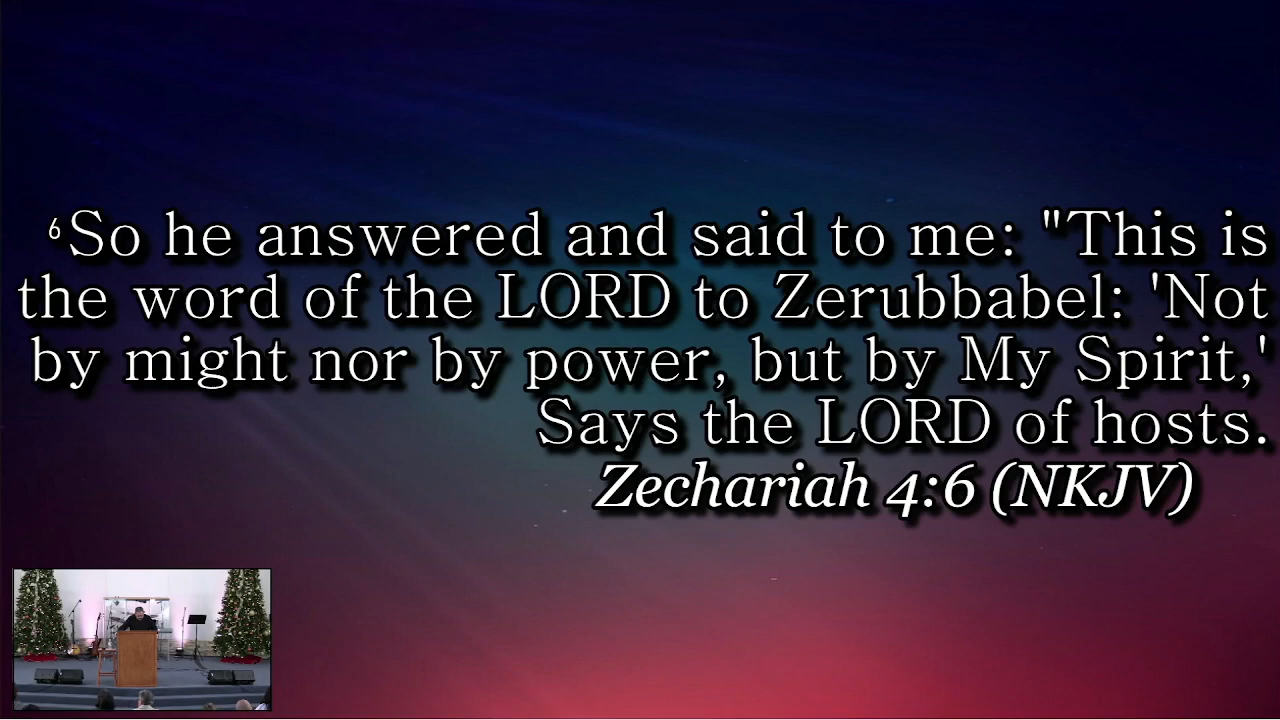 6So he answered and said to me: "This is
the word of the LORD to Zerubbabel: 'Not
by might nor by power, but by My Spirit,'
Says the LORD of hosts.
Zechariah 4:6 (NKJV)